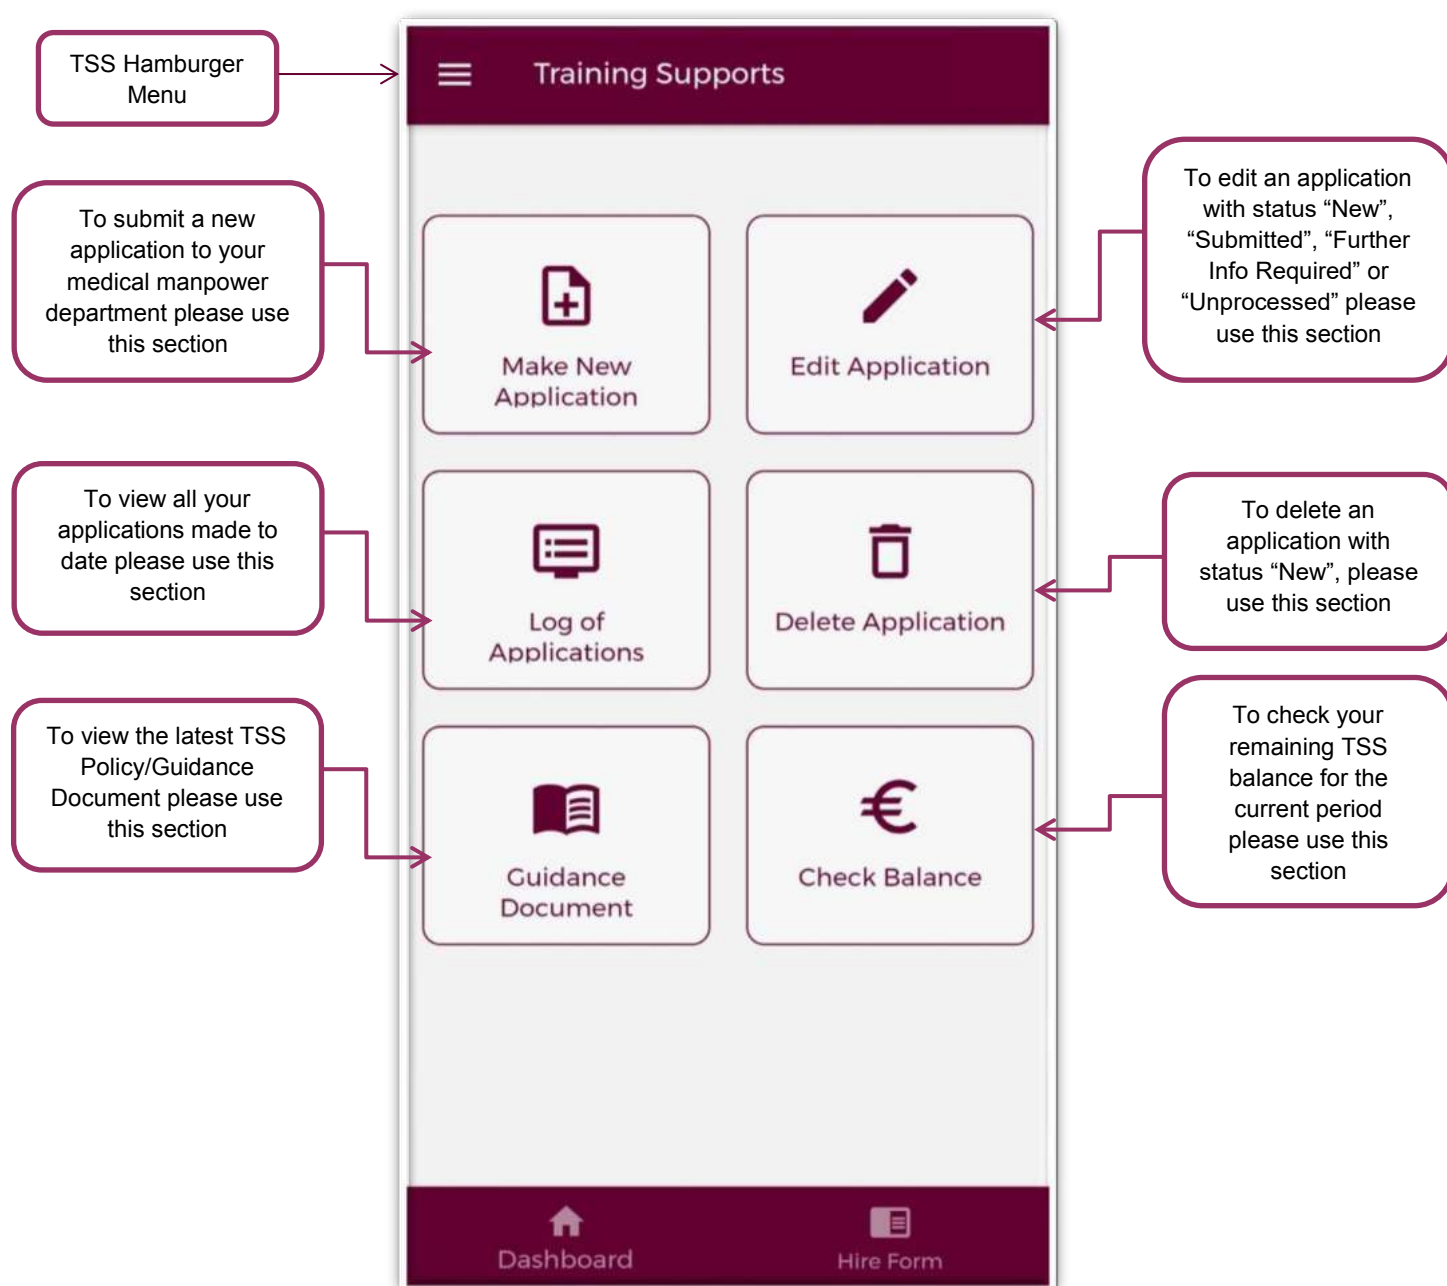 TSS Hamburger
Menu
Training Supports
To submit a new
application to your
medical manpower
department please use
this section
Make New
Application
Edit Application
To edit an application
with status “New”,
“Submitted”, “Further
Info Required” or
“Unprocessed” please
use this section
To view all your
applications made to
date please use this
section
Log of
Applications
Delete Application
To delete an
application with
status “New”, please
use this section
To view the latest TSS
Policy/Guidance
Document please use
this section
Guidance
Document
Check Balance
To check your
remaining TSS
balance for the
current period
please use this
section
Dashboard
Hire Form